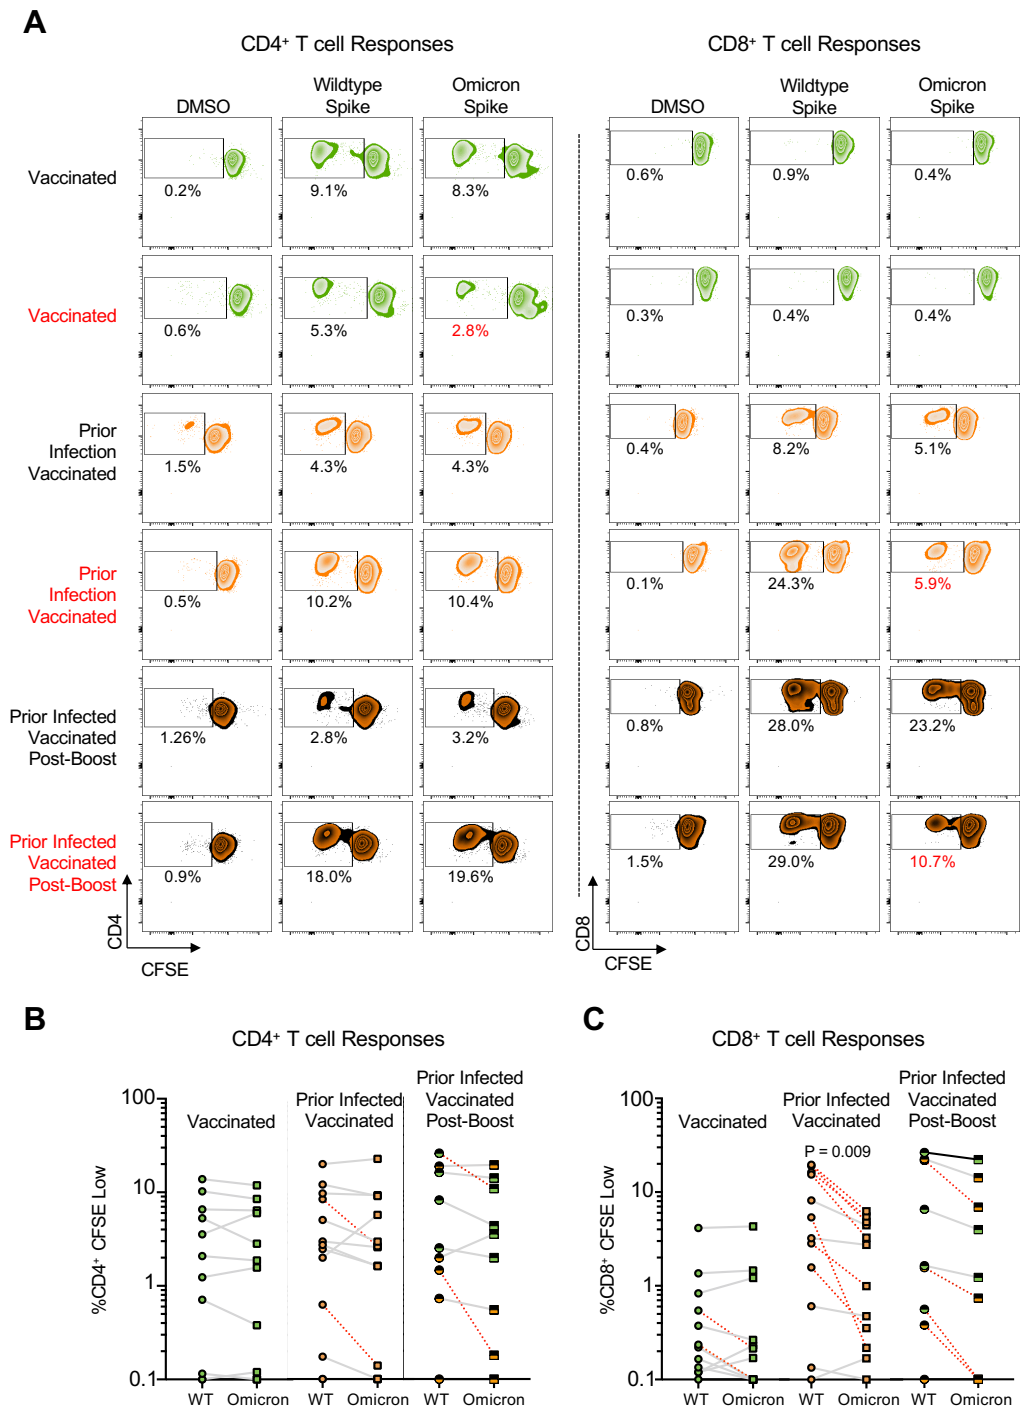 A
CD4⁺ T cell Responses
CD8⁺ T cell Responses
DMSO
Wildtype
Spike
Omicron
Spike
DMSO
Wildtype
Spike
Omicron
Spike
Vaccinated
0.2%
9.1%
8.3%
0.6%
0.9%
0.4%
Vaccinated
0.6%
5.3%
2.8%
0.3%
0.4%
0.4%
Prior
Infection
Vaccinated
1.5%
4.3%
4.3%
0.4%
8.2%
5.1%
Prior
Infection
Vaccinated
0.5%
10.2%
10.4%
0.1%
24.3%
5.9%
Prior Infected
Vaccinated
Post-Boost
1.26%
2.8%
3.2%
0.8%
28.0%
23.2%
Prior Infected
Vaccinated
Post-Boost
0.9%
18.0%
19.6%
1.5%
29.0%
10.7%
CD4
CFSE
CD8
CFSE
B
CD4⁺ T cell Responses
Vaccinated
Prior Infected
Vaccinated
Prior Infected
Vaccinated
Post-Boost
%CD4⁺ CFSE Low
100
10
1
0.1
WT
Omicron
WT
Omicron
WT
Omicron
C
CD8⁺ T cell Responses
Vaccinated
Prior Infected
Vaccinated
Prior Infected
Vaccinated
Post-Boost
P = 0.009
%CD8⁺ CFSE Low
100
10
1
0.1
WT
Omicron
WT
Omicron
WT
Omicron